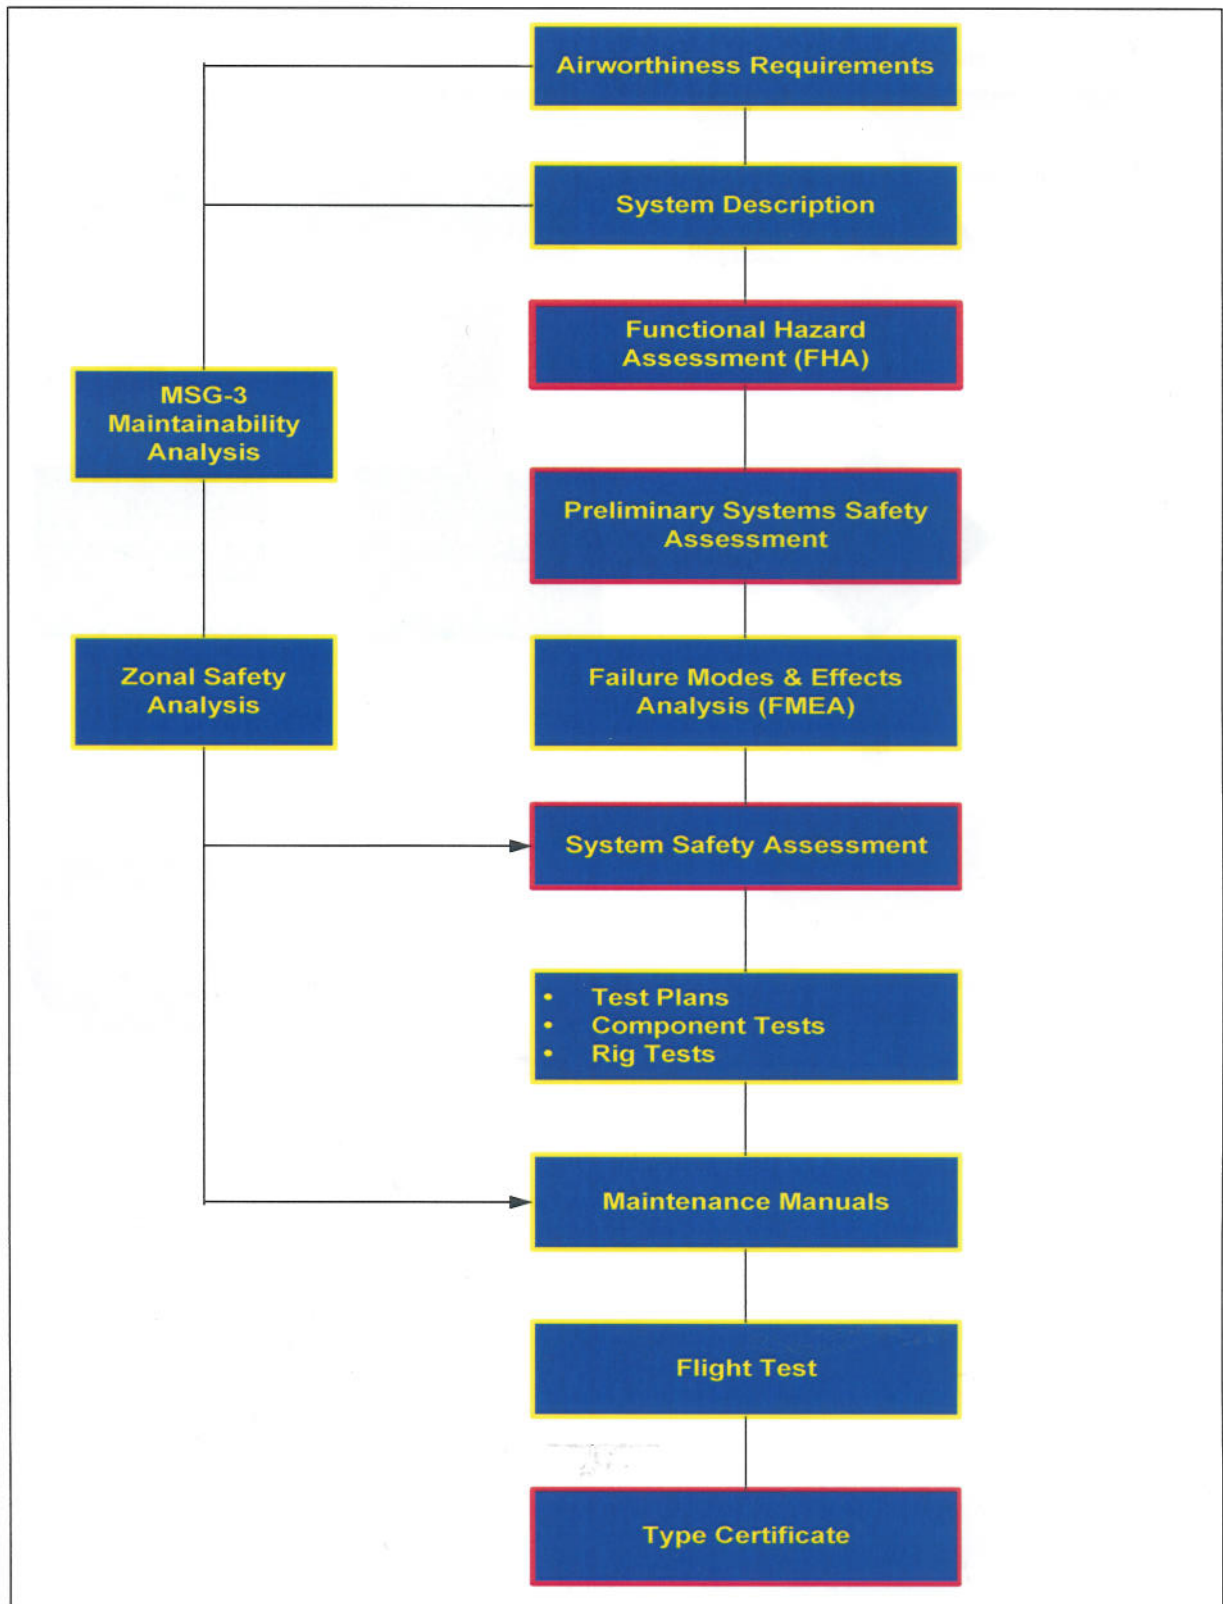 Airworthiness Requirements
System Description
Functional Hazard
Assessment (FHA)
MSG-3
Maintainability
Analysis
Preliminary Systems Safety
Assessment
Zonal Safety
Analysis
Failure Modes & Effects
Analysis (FMEA)
System Safety Assessment
• Test Plans
• Component Tests
• Rig Tests
Maintenance Manuals
Flight Test
Type Certificate